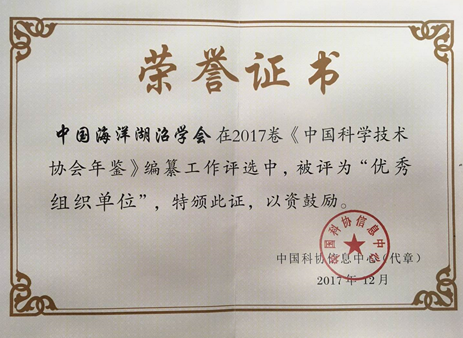 荣誉证书
中国海洋湖沼学会在2017卷《中国科学技术
协会年鉴》编纂工作评选中，被评为“优秀
组织单位”，特颁此证，以资鼓励。
中国科协信息中心
中国科协信息中心（代章）
2017年12月